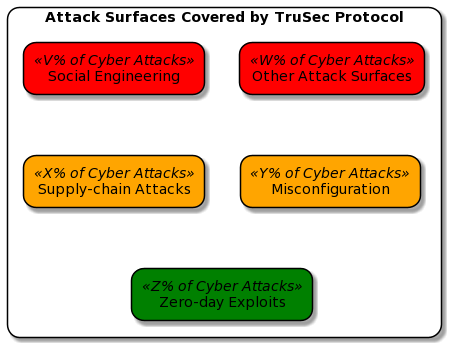 Attack Surfaces Covered by TruSec Protocol
«V% of Cyber Attacks»
Social Engineering
«W% of Cyber Attacks»
Other Attack Surfaces
«X% of Cyber Attacks»
Supply-chain Attacks
«Y% of Cyber Attacks»
Misconfiguration
«Z% of Cyber Attacks»
Zero-day Exploits